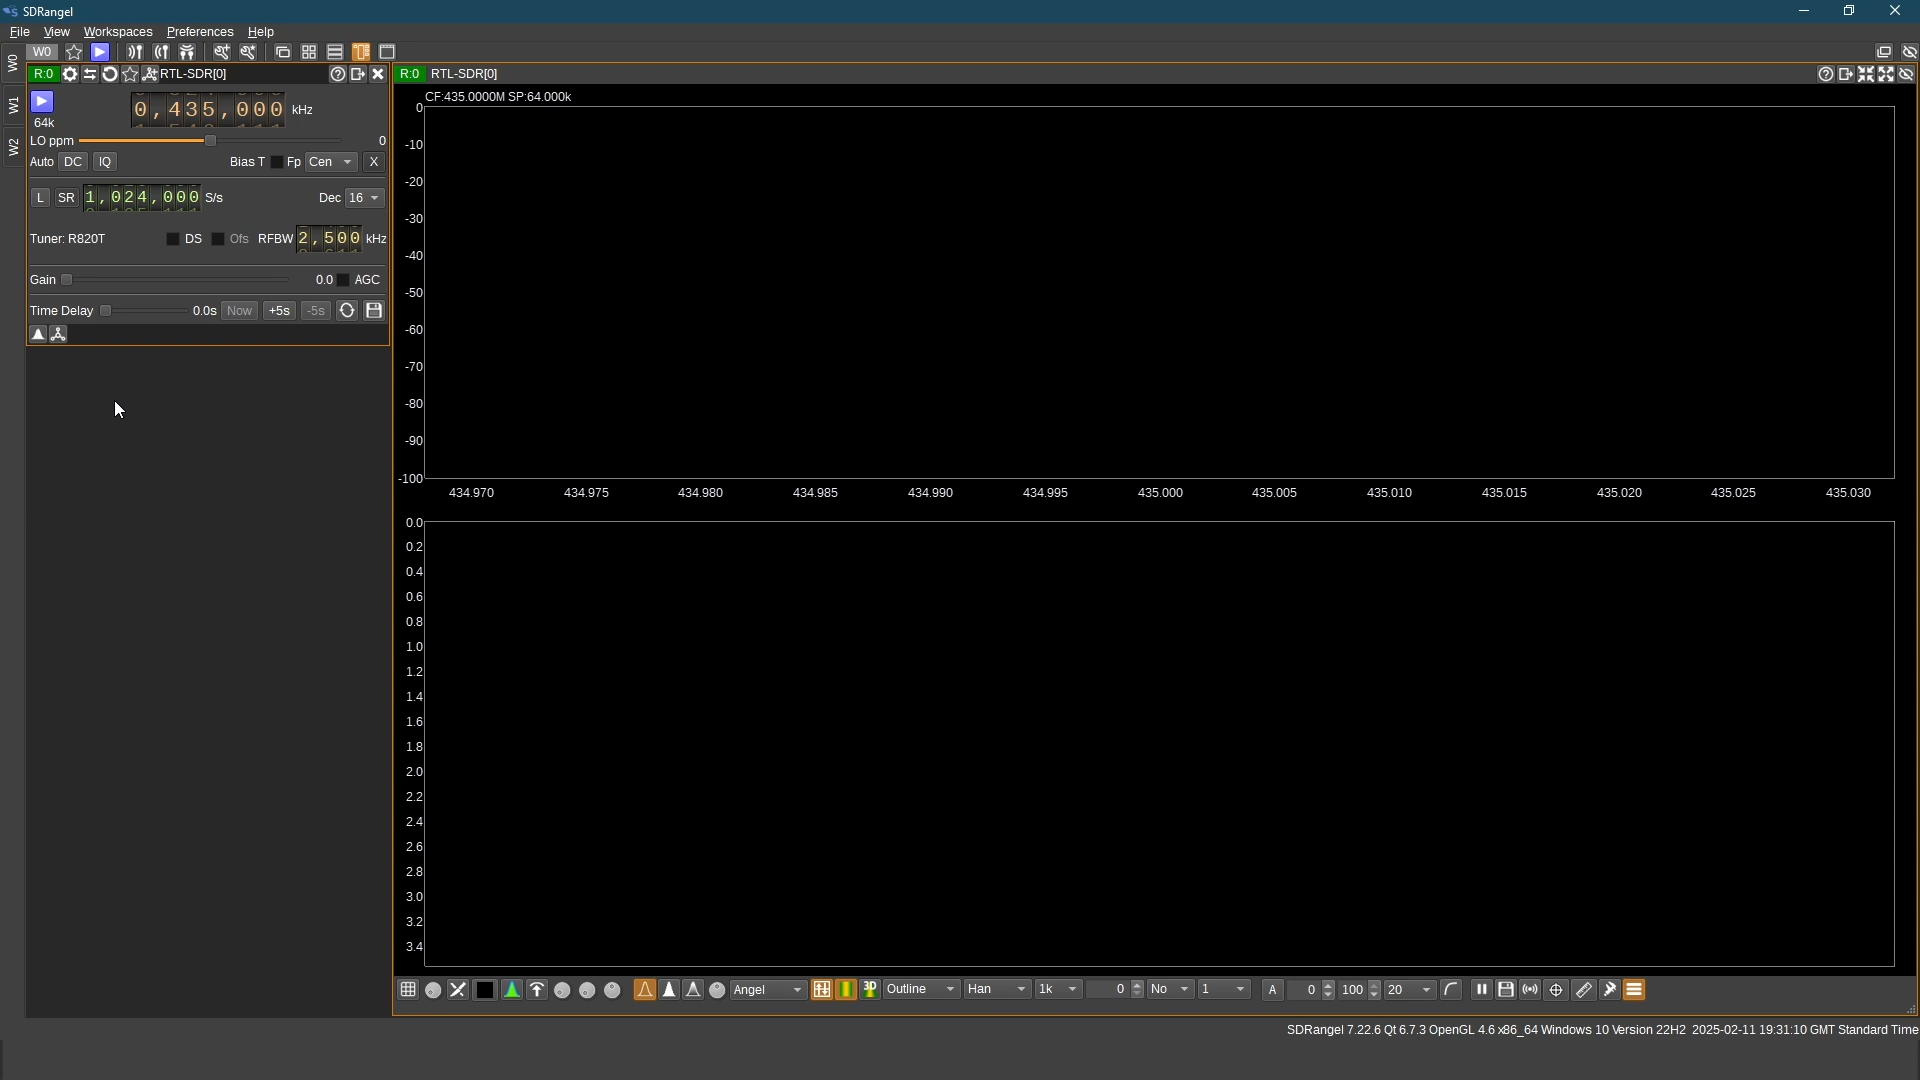 SDRangel
File View Workspaces Preferences Help
W0
W0
W1
W2
R:0 RTL-SDR[0]
64k
0,435,000 kHz
LO ppm 0
Auto DC IQ Bias T Fp Cen X
L SR 1,024,000 S/s Dec 16
Tuner: R820T DS Ofs RFBW 2,500 kHz
Gain 0.0 AGC
Time Delay 0.0s Now +5s -5s
R:0 RTL-SDR[0]
CF:435.0000M SP:64.000k
0
-10
-20
-30
-40
-50
-60
-70
-80
-90
-100
434.970 434.975 434.980 434.985 434.990 434.995 435.000 435.005 435.010 435.015 435.020 435.025 435.030
0.0
0.2
0.4
0.6
0.8
1.0
1.2
1.4
1.6
1.8
2.0
2.2
2.4
2.6
2.8
3.0
3.2
3.4
Angel 3D Outline Han 1k 0 No 1 A 0 100 20
SDRangel 7.22.6 Qt 6.7.3 OpenGL 4.6 x86_64 Windows 10 Version 22H2 2025-02-11 19:31:10 GMT Standard Time